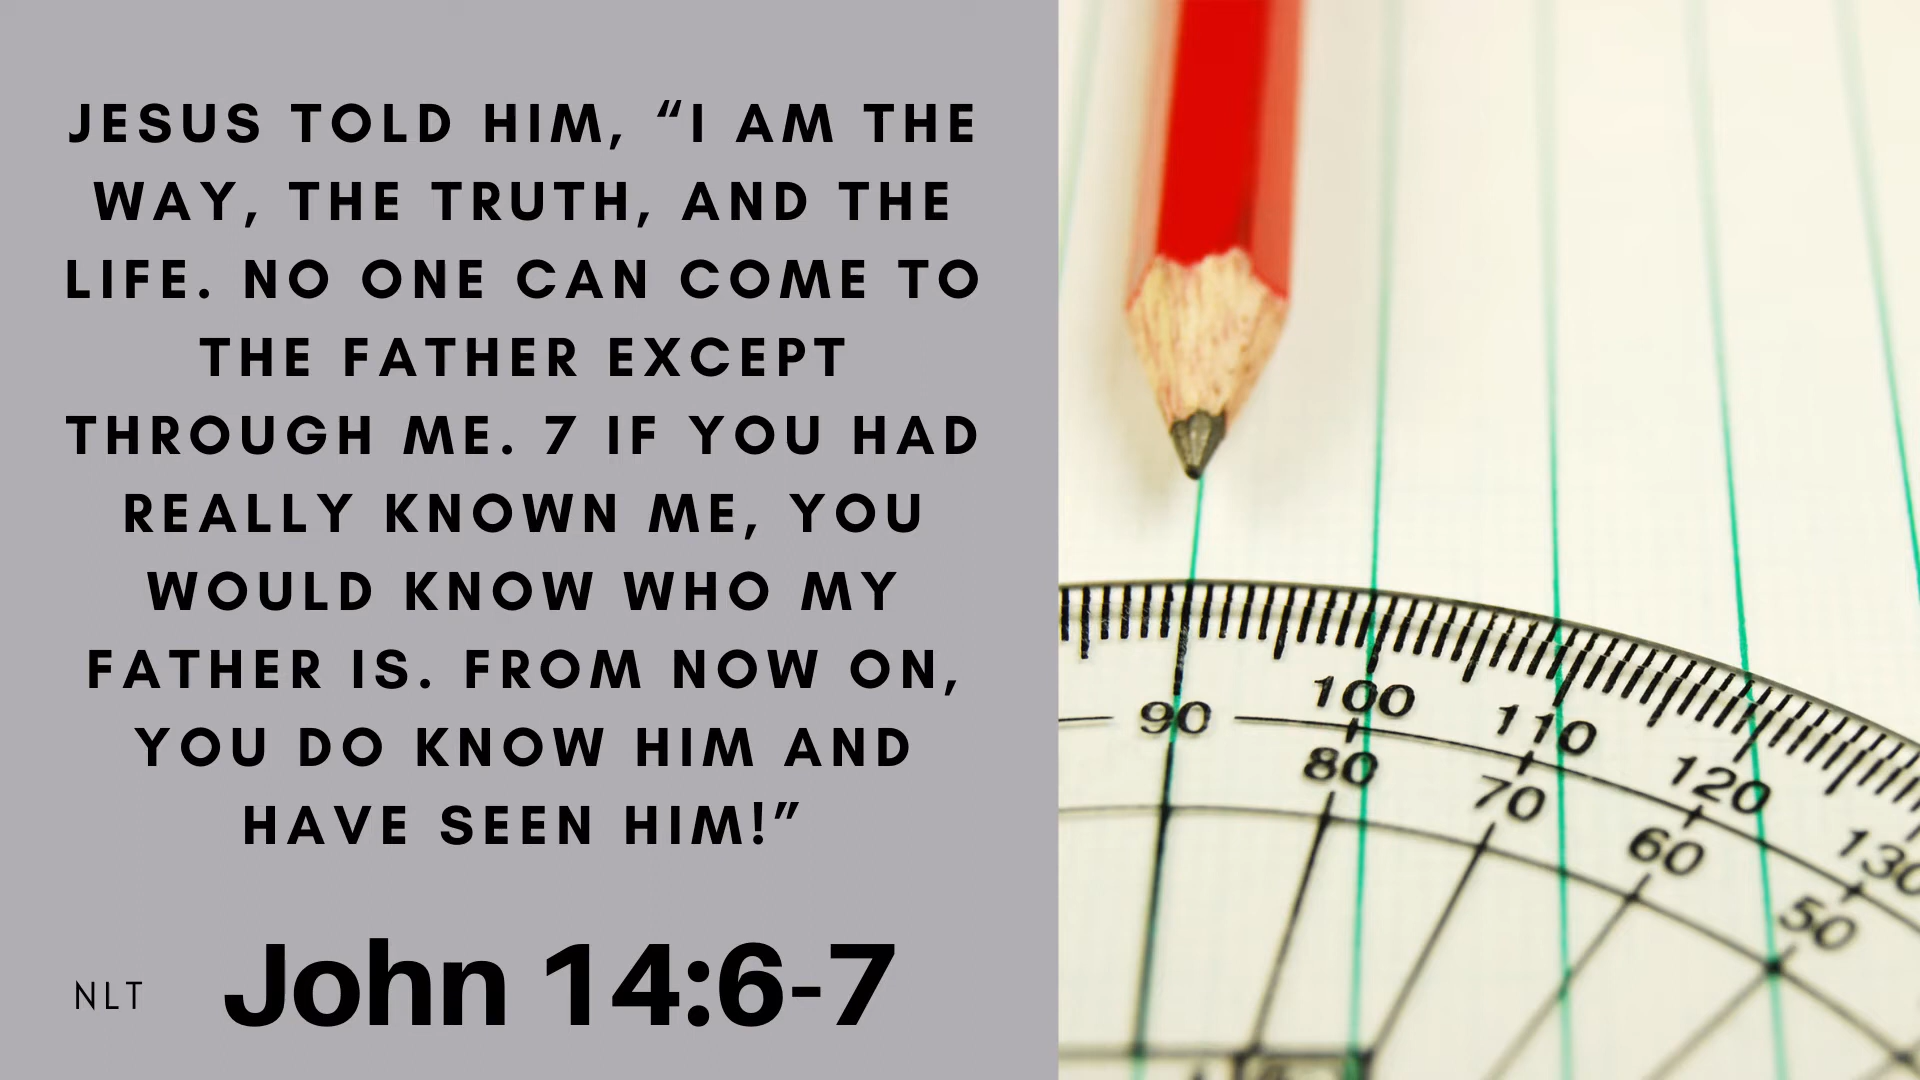 JESUS TOLD HIM, “I AM THE
WAY, THE TRUTH, AND THE
LIFE. NO ONE CAN COME TO
THE FATHER EXCEPT
THROUGH ME. 7 IF YOU HAD
REALLY KNOWN ME, YOU
WOULD KNOW WHO MY
FATHER IS. FROM NOW ON,
YOU DO KNOW HIM AND
HAVE SEEN HIM!”
NLT John 14:6-7
90 100 110 120 130
80 70 60 50